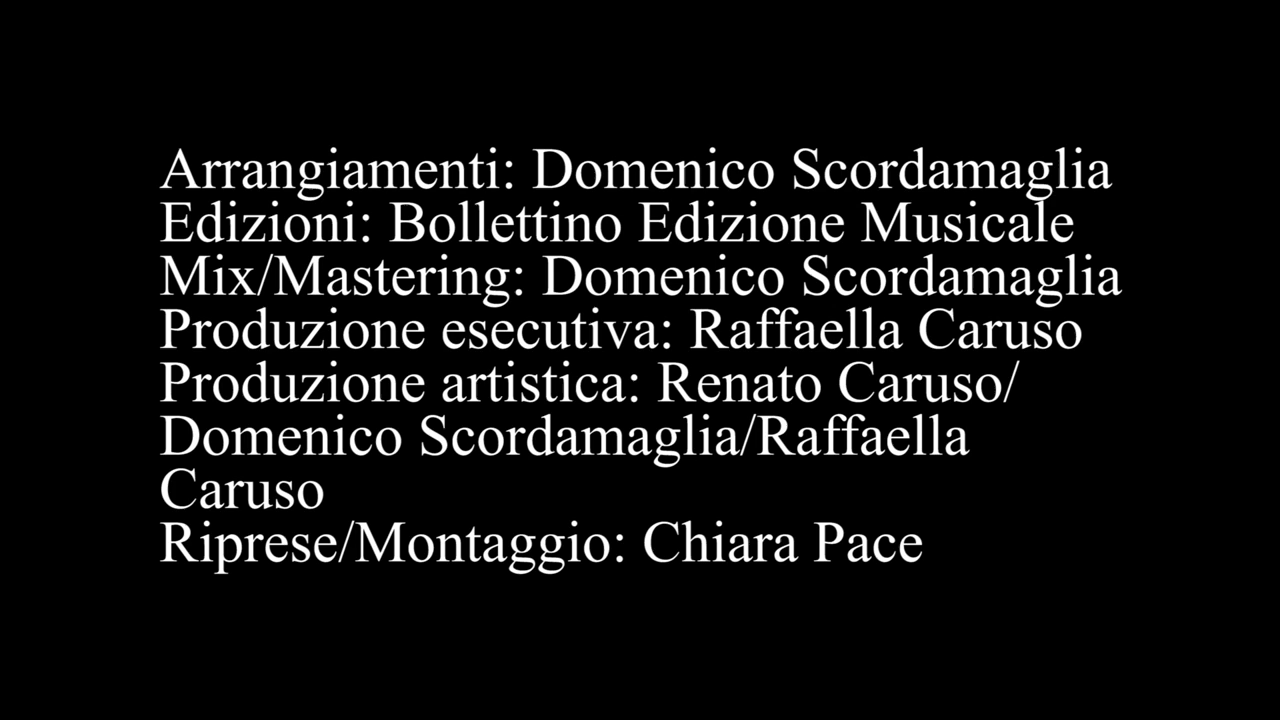 Arrangiamenti: Domenico Scordamaglia
Edizioni: Bollettino Edizione Musicale
Mix/Mastering: Domenico Scordamaglia
Produzione esecutiva: Raffaella Caruso
Produzione artistica: Renato Caruso/
Domenico Scordamaglia/Raffaella
Caruso
Riprese/Montaggio: Chiara Pace